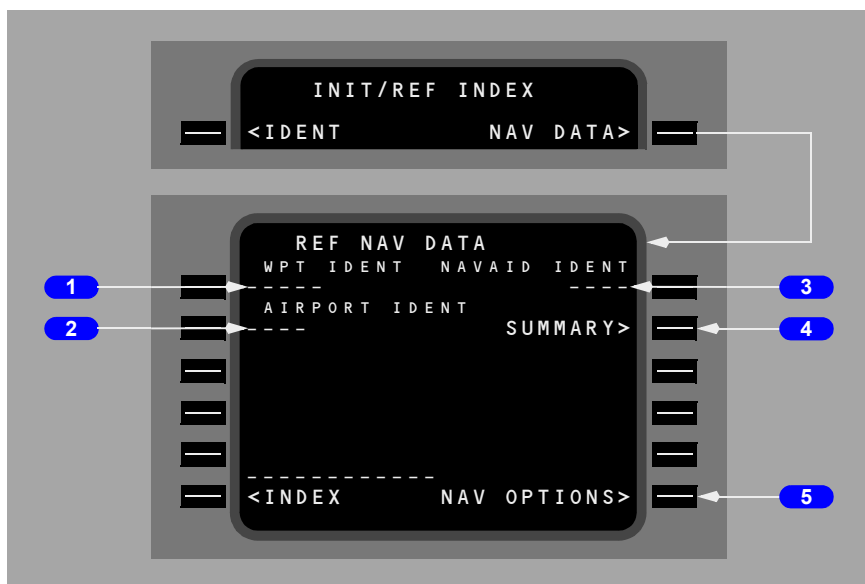 INIT/REF INDEX
<IDENT NAV DATA>
REF NAV DATA
WPT IDENT NAVAID IDENT
1 ----- ---- 3
AIRPORT IDENT
2 ---- SUMMARY> 4
------------
<INDEX NAV OPTIONS> 5